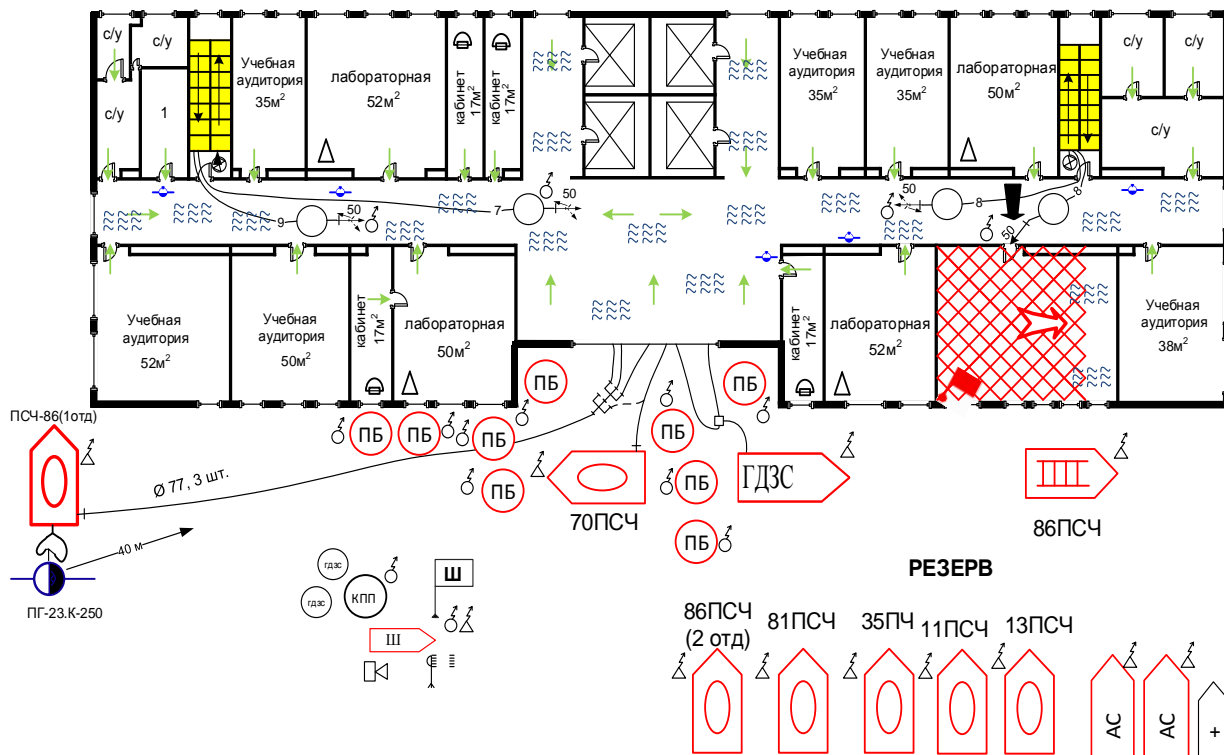 с/у
с/у
с/у
1
Учебная
аудитория
35м²
лабораторная
52м²
кабинет
17м²
кабинет
17м²
Учебная
аудитория
35м²
Учебная
аудитория
35м²
лабораторная
50м²
с/у
с/у
с/у
9
50
7
50
50
8
8
50
Учебная
аудитория
52м²
Учебная
аудитория
50м²
кабинет
17м²
лабораторная
50м²
кабинет
17м²
лабораторная
52м²
Учебная
аудитория
38м²
ПСЧ-86(1отд)
ПБ
ПБ
ПБ
ПБ
ПБ
ПБ
ПБ
ПБ
ПБ
Ø 77, 3 шт.
70ПСЧ
ГДЗС
86ПСЧ
40 м
ПГ-23.К-250
гдзс
гдзс
КПП
Ш
Ш
РЕЗЕРВ
86ПСЧ
(2 отд)
81ПСЧ
35ПЧ
11ПСЧ
13ПСЧ
АС
АС
+